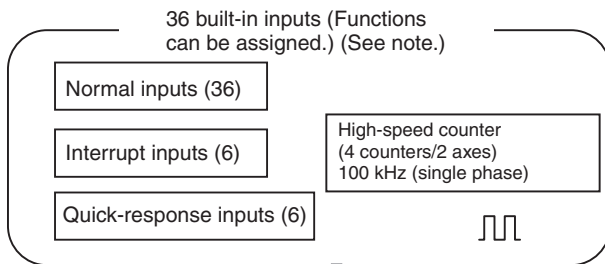 36 built-in inputs (Functions
can be assigned.) (See note.)
Normal inputs (36)
Interrupt inputs (6)
Quick-response inputs (6)
High-speed counter
(4 counters/2 axes)
100 kHz (single phase)